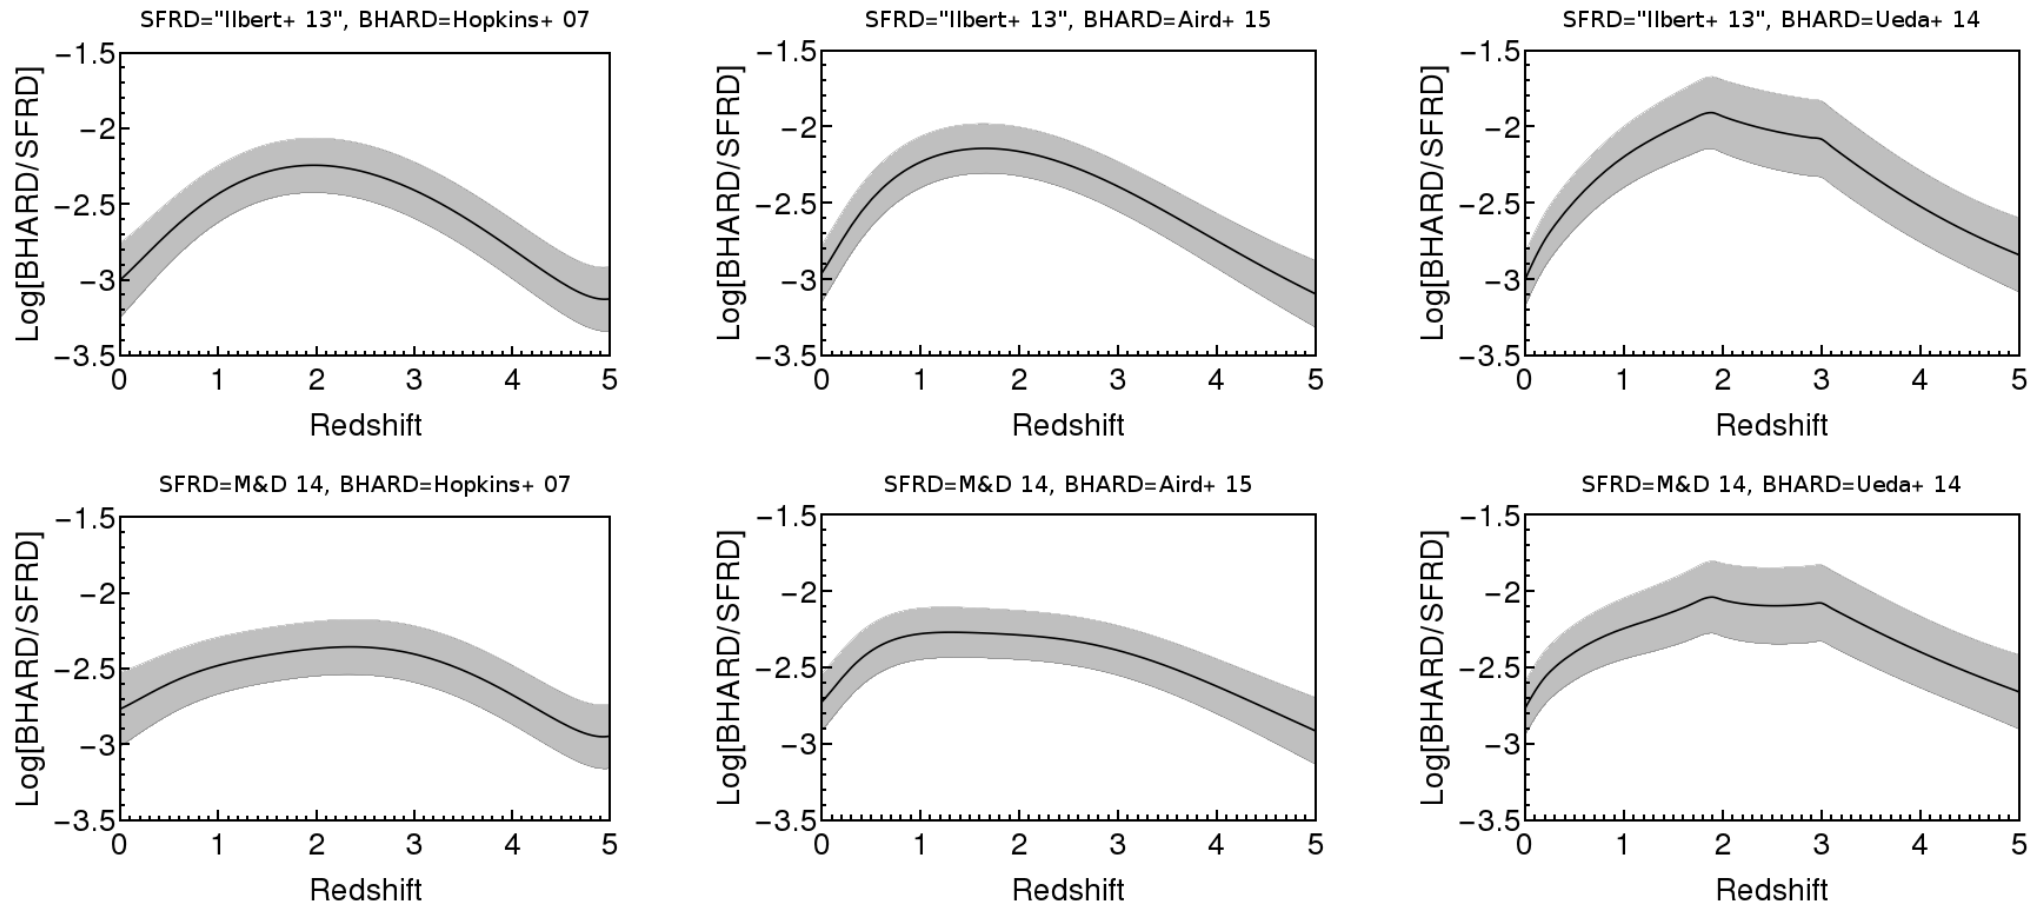 SFRD="Ilbert+ 13", BHARD=Hopkins+ 07
Log[BHARD/SFRD]
−1.5
−2
−2.5
−3
−3.5
0 1 2 3 4 5
Redshift
SFRD="Ilbert+ 13", BHARD=Aird+ 15
Log[BHARD/SFRD]
−1.5
−2
−2.5
−3
−3.5
0 1 2 3 4 5
Redshift
SFRD="Ilbert+ 13", BHARD=Ueda+ 14
Log[BHARD/SFRD]
−1.5
−2
−2.5
−3
−3.5
0 1 2 3 4 5
Redshift
SFRD=M&D 14, BHARD=Hopkins+ 07
Log[BHARD/SFRD]
−1.5
−2
−2.5
−3
−3.5
0 1 2 3 4 5
Redshift
SFRD=M&D 14, BHARD=Aird+ 15
Log[BHARD/SFRD]
−1.5
−2
−2.5
−3
−3.5
0 1 2 3 4 5
Redshift
SFRD=M&D 14, BHARD=Ueda+ 14
Log[BHARD/SFRD]
−1.5
−2
−2.5
−3
−3.5
0 1 2 3 4 5
Redshift